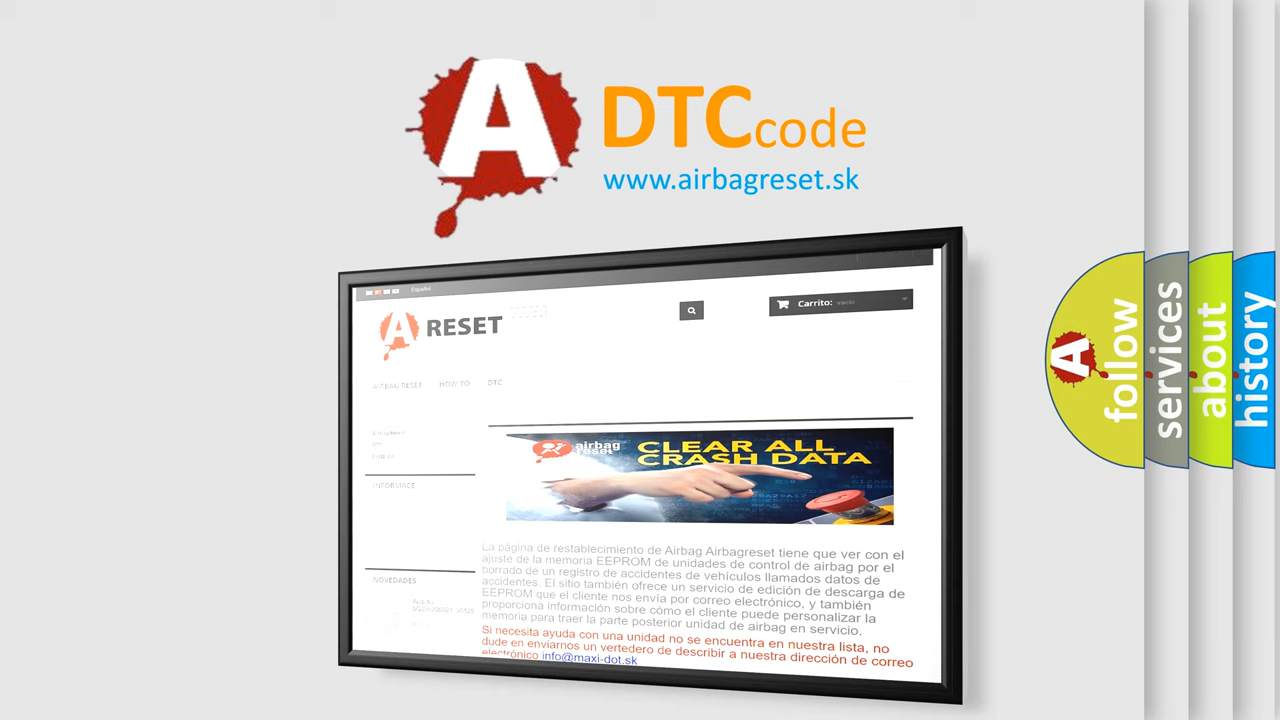 A DTCcode
www.airbagreset.sk
Español
A RESET
Carrito: vacío
AIRBAG RESET HOW TO DTC
INFORMACE
NOVEDADES
airbag
reset
CLEAR ALL
CRASH DATA
La página de restablecimiento de Airbag Airbagreset tiene que ver con el
ajuste de la memoria EEPROM de unidades de control de airbag por el
borrado de un registro de accidentes de vehículos llamados datos de
accidentes. El sitio también ofrece un servicio de edición de descarga de
EEPROM que el cliente nos envía por correo electrónico, y también
proporciona información sobre cómo el cliente puede personalizar la
memoria para traer la parte posterior unidad de airbag en servicio.
Si necesita ayuda con una unidad no se encuentra en nuestra lista, no
dude en enviarnos un vertedero de describir a nuestra dirección de correo
electrónico info@maxi-dot.sk
A
follow
services
about
history